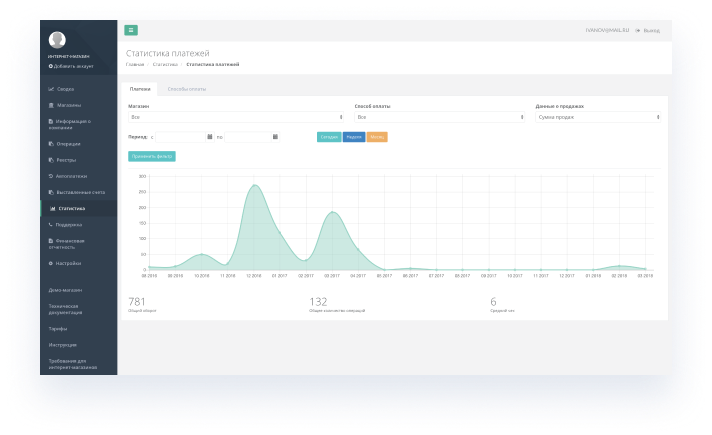 ИНТЕРНЕТ-МАГАЗИН
Добавить аккаунт
Сводка
Магазины
Информация о
компании
Операции
Реестры
Автоплатежи
Выставленные счета
Статистика
Поддержка
Финансовая
отчетность
Настройки
Демо-магазин
Техническая
документация
Тарифы
Инструкция
Требования для
интернет-магазинов
IVANOV@MAIL.RU Выход
Статистика платежей
Главная / Статистика / Статистика платежей
Платежи Способы оплаты
Магазин Способ оплаты Данные о продажах
Все Все Сумма продаж
Период: с по Сегодня Неделя Месяц
Применить фильтр
300
250
200
150
100
50
0
08 2016 09 2016 10 2016 11 2016 12 2016 01 2017 02 2017 03 2017 04 2017 05 2017 06 2017 07 2017 08 2017 09 2017 10 2017 11 2017 12 2017 01 2018 02 2018 03 2018
781 132 6
Общий оборот Общее количество операций Средний чек